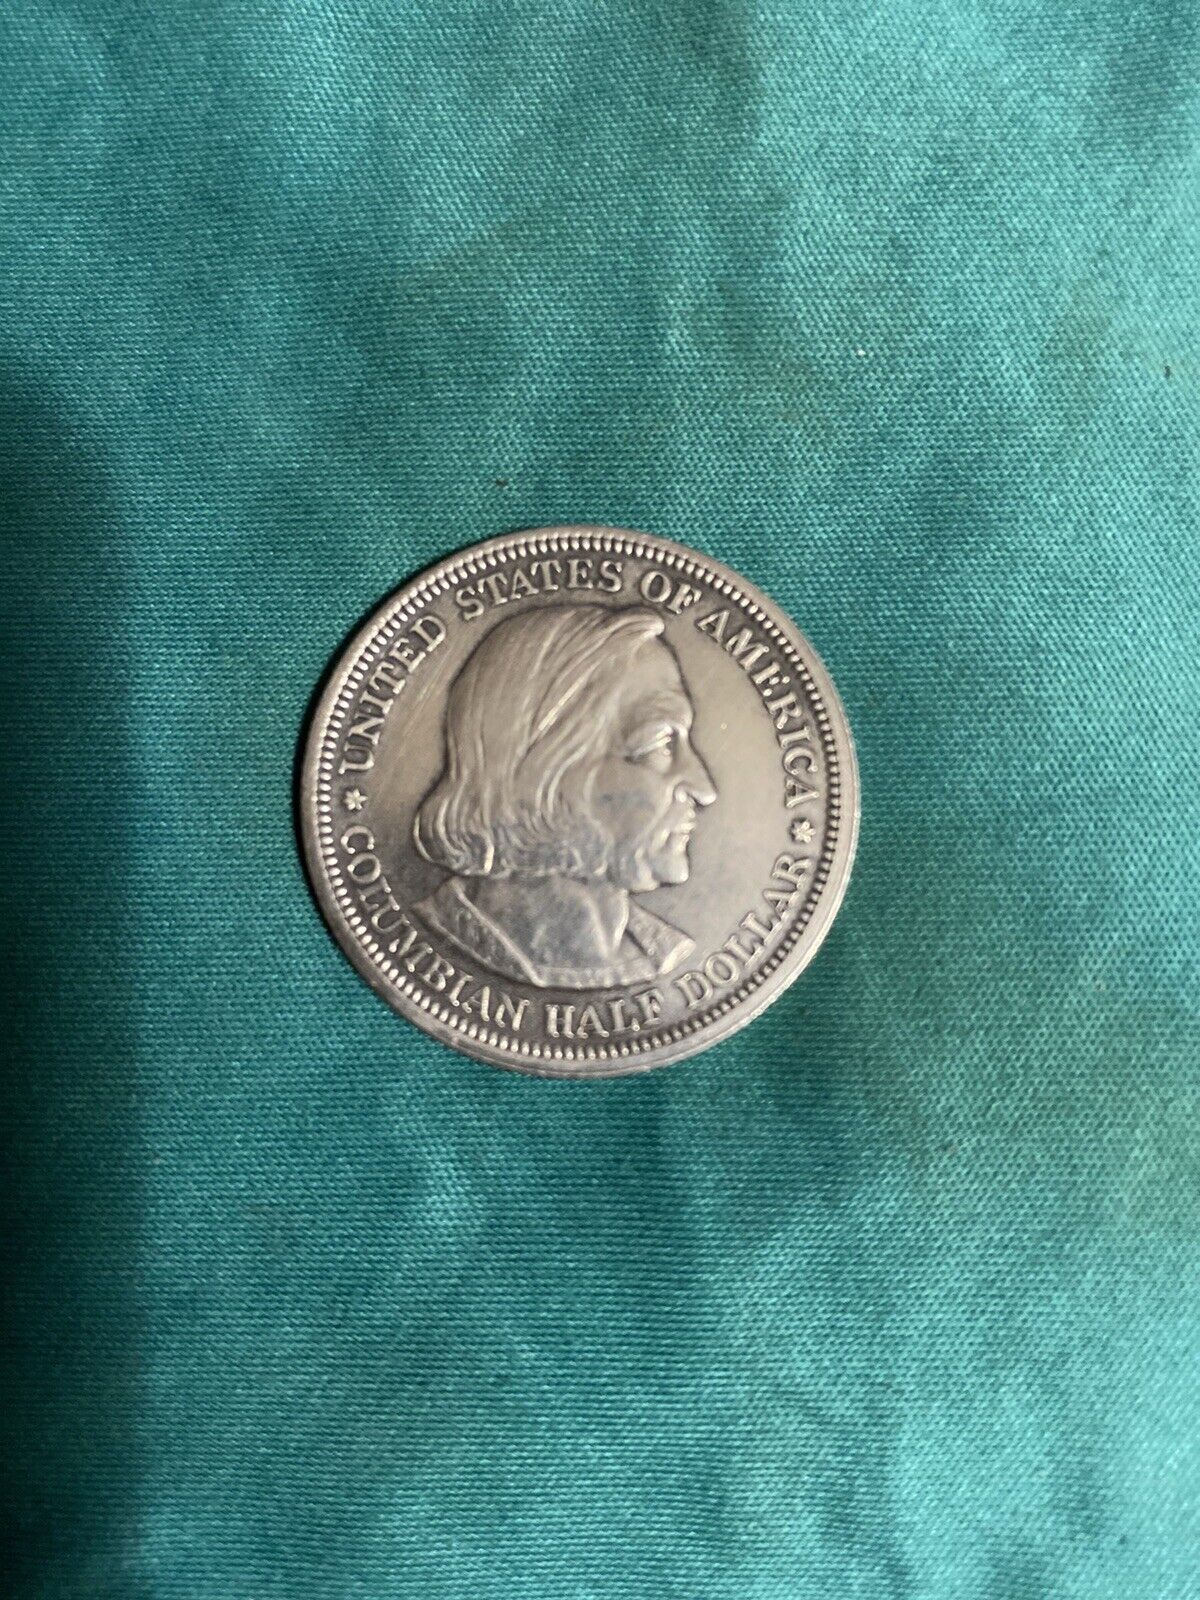 UNITED STATES OF AMERICA
COLUMBIAN HALF DOLLAR